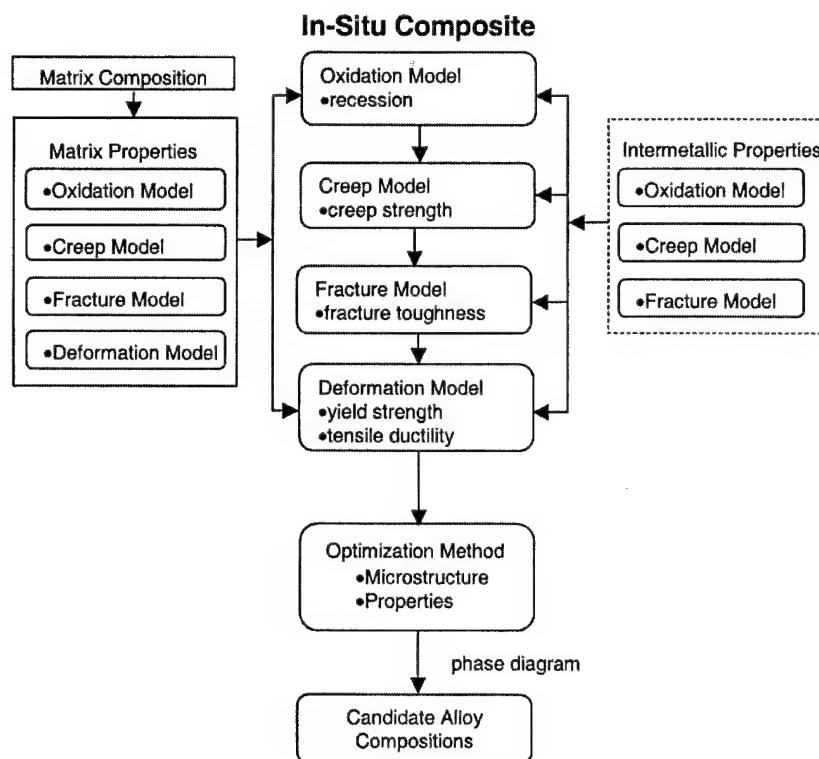 In-Situ Composite
Matrix Composition
Matrix Properties
•Oxidation Model
•Creep Model
•Fracture Model
•Deformation Model
Oxidation Model
•recession
Creep Model
•creep strength
Fracture Model
•fracture toughness
Deformation Model
•yield strength
•tensile ductility
Intermetallic Properties
•Oxidation Model
•Creep Model
•Fracture Model
Optimization Method
•Microstructure
•Properties
phase diagram
Candidate Alloy
Compositions